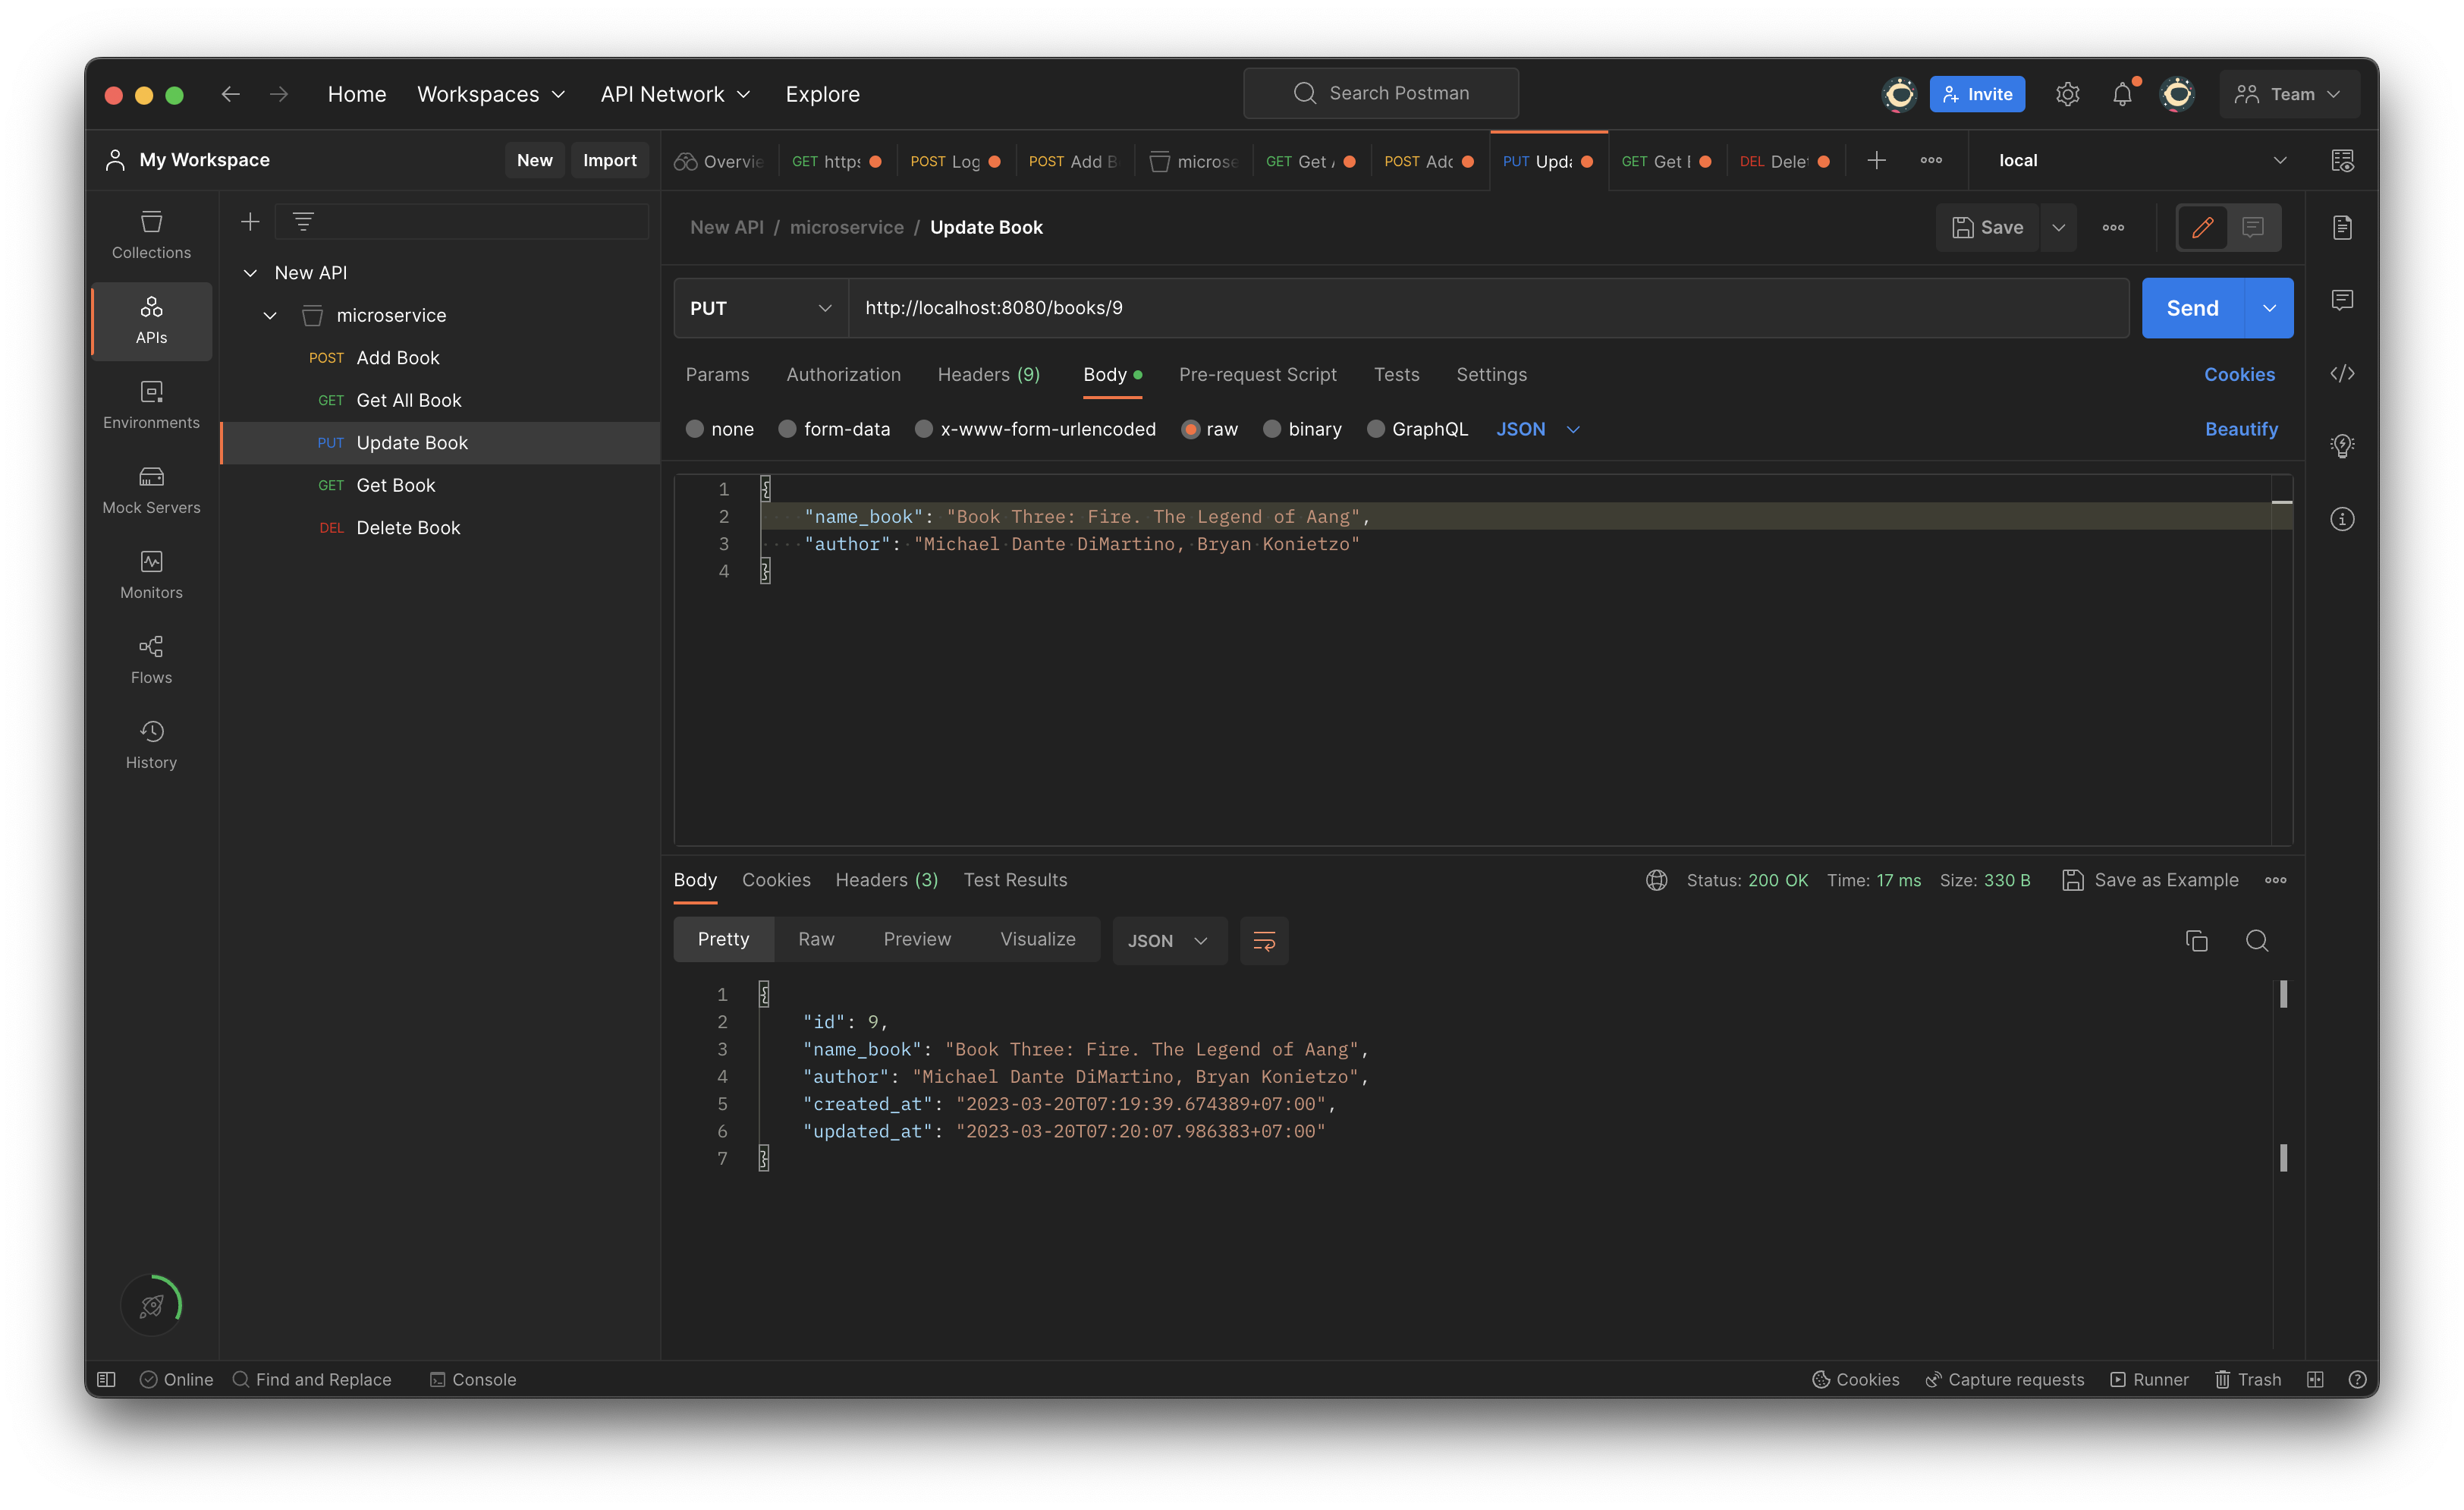 Home Workspaces API Network Explore Search Postman Invite Team
My Workspace New Import
Overvie GET https POST Log POST Add B microse GET Get A POST Adc PUT Upda GET Get B DEL Delet local
Collections
APIs
Environments
Mock Servers
Monitors
Flows
History
New API
microservice
POST Add Book
GET Get All Book
PUT Update Book
GET Get Book
DEL Delete Book
New API / microservice / Update Book Save
PUT http://localhost:8080/books/9 Send
Params Authorization Headers (9) Body Pre-request Script Tests Settings Cookies
none form-data x-www-form-urlencoded raw binary GraphQL JSON Beautify
1 {
2 "name_book": "Book Three: Fire. The Legend of Aang",
3 "author": "Michael Dante DiMartino, Bryan Konietzo"
4 }
Body Cookies Headers (3) Test Results Status: 200 OK Time: 17 ms Size: 330 B Save as Example
Pretty Raw Preview Visualize JSON
1 {
2 "id": 9,
3 "name_book": "Book Three: Fire. The Legend of Aang",
4 "author": "Michael Dante DiMartino, Bryan Konietzo",
5 "created_at": "2023-03-20T07:19:39.674389+07:00",
6 "updated_at": "2023-03-20T07:20:07.986383+07:00"
7 }
Online Find and Replace Console Cookies Capture requests Runner Trash